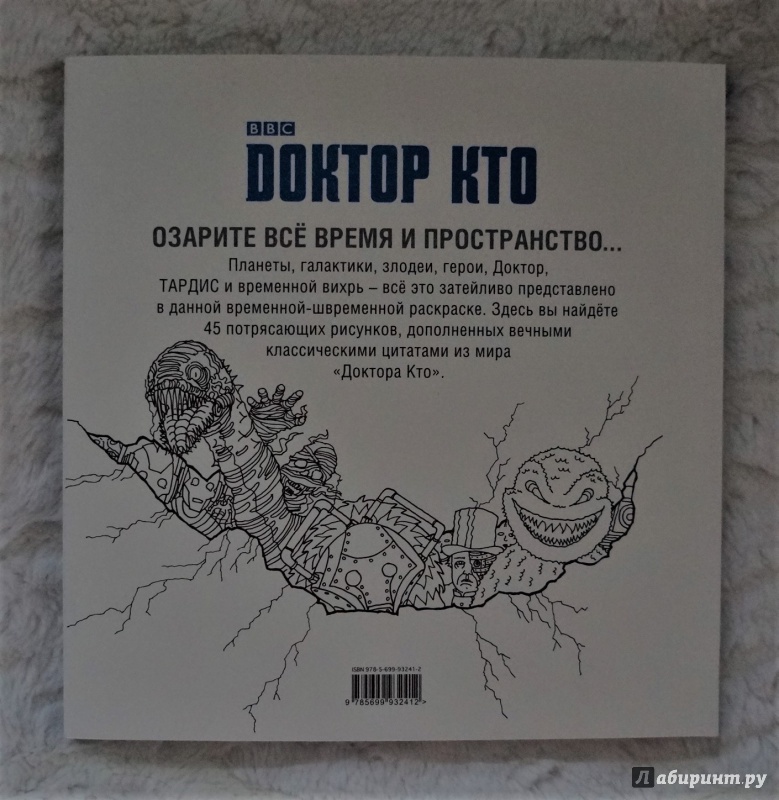 BBC
ДОКТОР КТО
ОЗАРИТЕ ВСЁ ВРЕМЯ И ПРОСТРАНСТВО...
Планеты, галактики, злодеи, герои, Доктор,
ТАРДИС и временной вихрь – всё это затейливо представлено
в данной временной-швременной раскраске. Здесь вы найдёте
45 потрясающих рисунков, дополненных вечными
классическими цитатами из мира
«Доктора Кто».
ISBN 978-5-699-93241-2
9 785699 932412 >
Лабиринт.ру